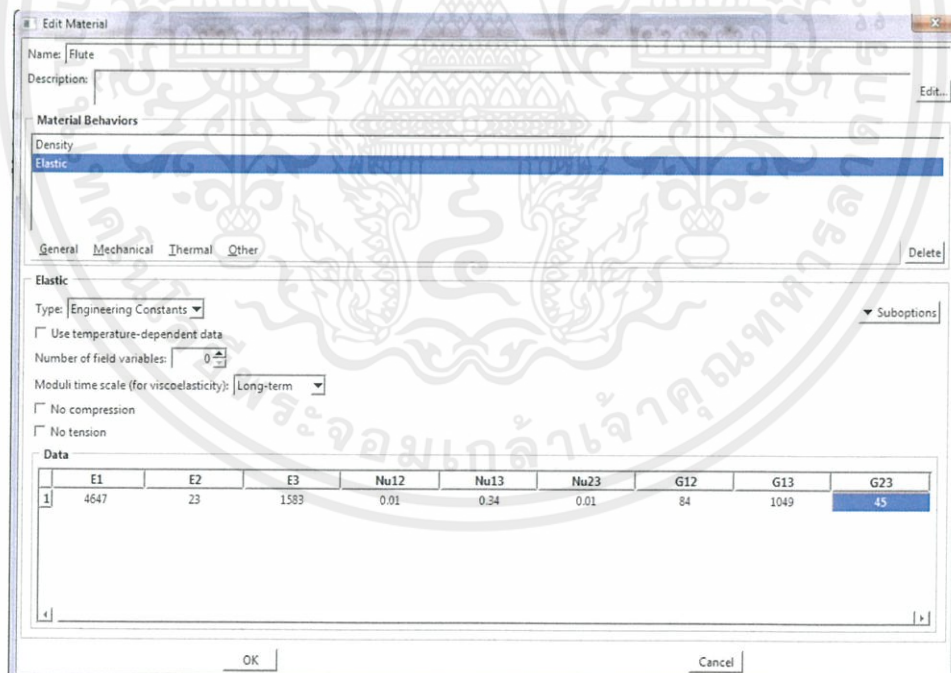 Edit Material
Name: Flute
Description:
Edit...
Material Behaviors
Density
Elastic
General Mechanical Thermal Other
Delete
Elastic
Type: Engineering Constants
Suboptions
Use temperature-dependent data
Number of field variables: 0
Moduli time scale (for viscoelasticity): Long-term
No compression
No tension
Data
E1 E2 E3 Nu12 Nu13 Nu23 G12 G13 G23
1 4647 23 1583 0.01 0.34 0.01 84 1049 45
OK Cancel